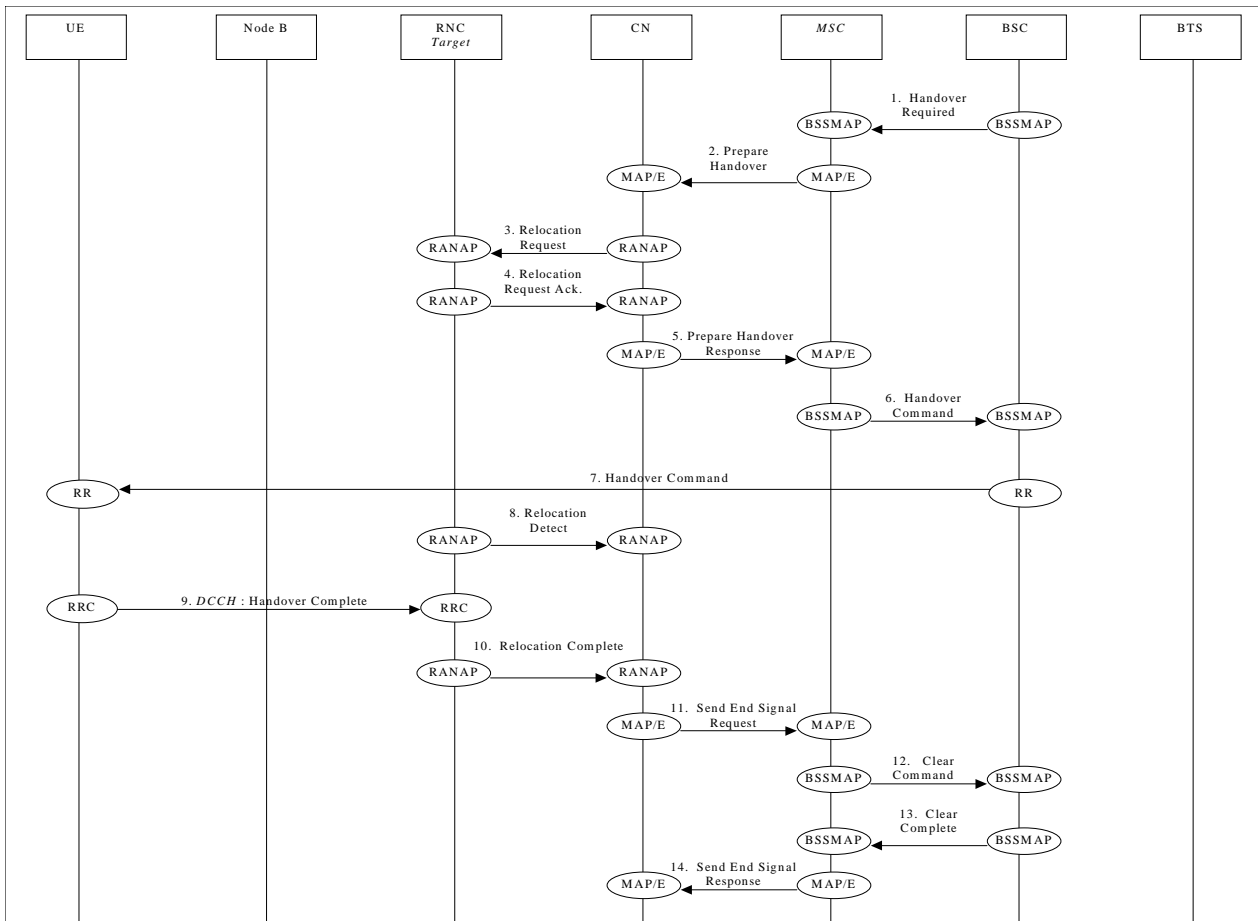 UE
Node B
RNC
Target
CN
MSC
BSC
BTS
1. Handover
Required
BSSMAP
BSSMAP
2. Prepare
Handover
MAP/E
MAP/E
3. Relocation
Request
RANAP
RANAP
4. Relocation
Request Ack.
RANAP
RANAP
5. Prepare Handover
Response
MAP/E
MAP/E
6. Handover
Command
BSSMAP
BSSMAP
7. Handover Command
RR
RR
8. Relocation
Detect
RANAP
RANAP
9. DCCH : Handover Complete
RRC
RRC
10. Relocation Complete
RANAP
RANAP
11. Send End Signal
Request
MAP/E
MAP/E
12. Clear
Command
BSSMAP
BSSMAP
13. Clear
Complete
BSSMAP
BSSMAP
14. Send End Signal
Response
MAP/E
MAP/E